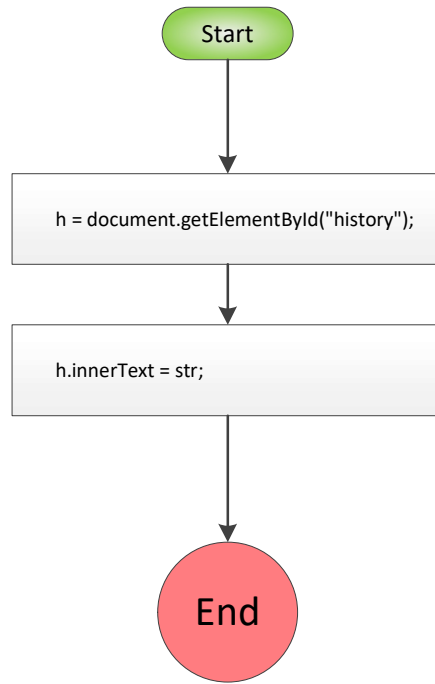 Start
h = document.getElementById("history");
h.innerText = str;
End